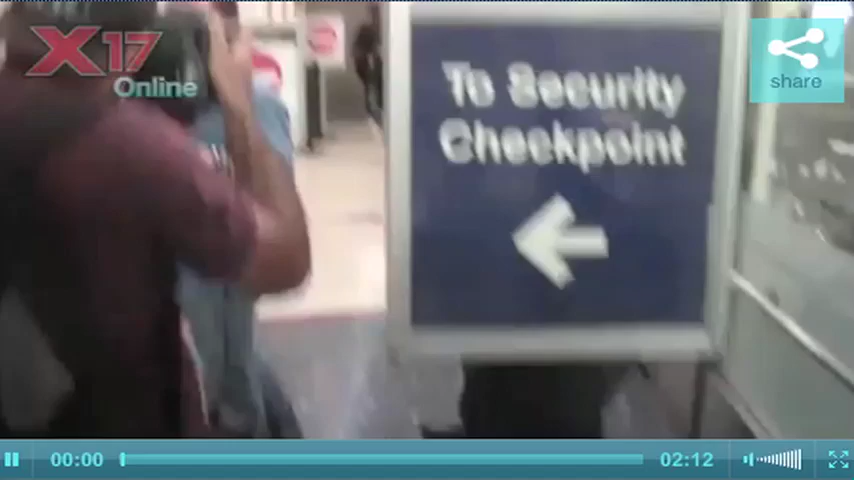 X17
Online
To Security
Checkpoint
share
00:00
02:12